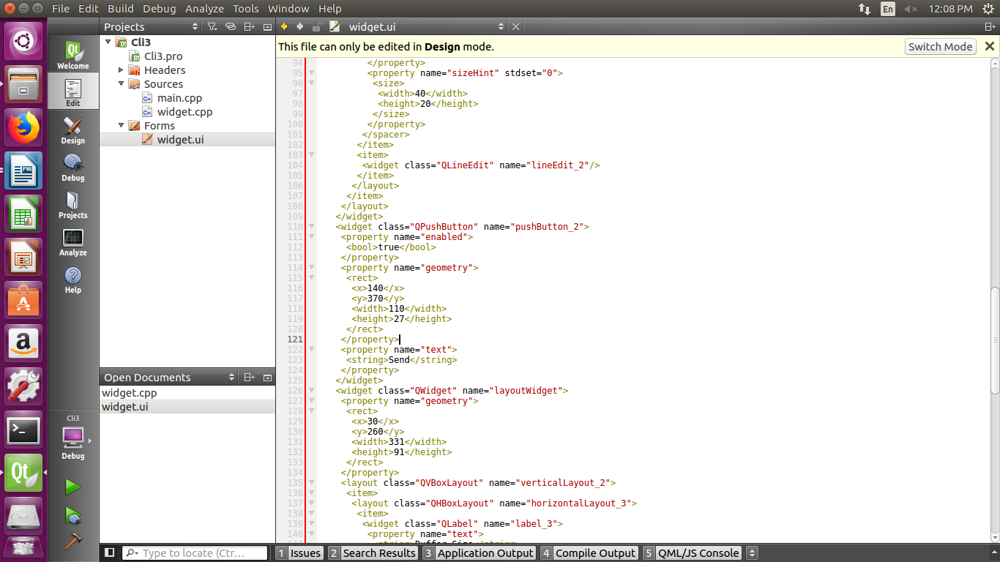 File Edit Build Debug Analyze Tools Window Help
En
12:08 PM
Projects
widget.ui
This file can only be edited in Design mode.
Switch Mode
Welcome
Edit
Design
Debug
Projects
Analyze
Help
Cli3
Debug
Cli3
Cli3.pro
Headers
Sources
main.cpp
widget.cpp
Forms
widget.ui
Open Documents
widget.cpp
widget.ui
94 </property>
95 <property name="sizeHint" stdset="0">
96 <size>
97 <width>40</width>
98 <height>20</height>
99 </size>
100 </property>
101 </spacer>
102 </item>
103 <item>
104 <widget class="QLineEdit" name="lineEdit_2"/>
105 </item>
106 </layout>
107 </item>
108 </layout>
109 </widget>
110 <widget class="QPushButton" name="pushButton_2">
111 <property name="enabled">
112 <bool>true</bool>
113 </property>
114 <property name="geometry">
115 <rect>
116 <x>140</x>
117 <y>370</y>
118 <width>110</width>
119 <height>27</height>
120 </rect>
121 </property>
122 <property name="text">
123 <string>Send</string>
124 </property>
125 </widget>
126 <widget class="QWidget" name="layoutWidget">
127 <property name="geometry">
128 <rect>
129 <x>30</x>
130 <y>260</y>
131 <width>331</width>
132 <height>91</height>
133 </rect>
134 </property>
135 <layout class="QVBoxLayout" name="verticalLayout_2">
136 <item>
137 <layout class="QHBoxLayout" name="horizontalLayout_3">
138 <item>
139 <widget class="QLabel" name="label_3">
140 <property name="text">
Type to locate (Ctr...
1 Issues
2 Search Results
3 Application Output
4 Compile Output
5 QML/JS Console